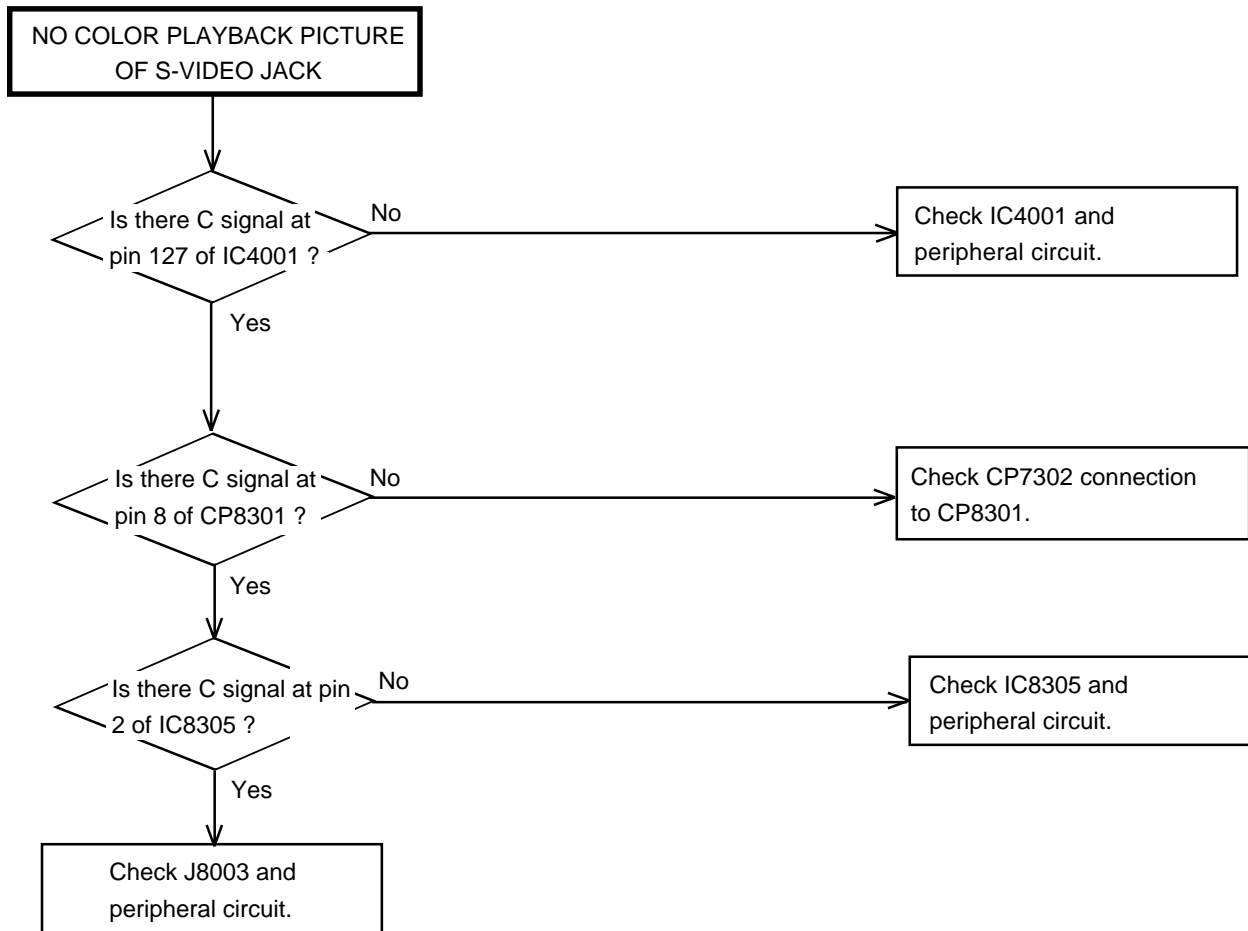 NO COLOR PLAYBACK PICTURE
OF S-VIDEO JACK
Is there C signal at
pin 127 of IC4001 ?
No
Check IC4001 and
peripheral circuit.
Yes
Is there C signal at
pin 8 of CP8301 ?
No
Check CP7302 connection
to CP8301.
Yes
Is there C signal at pin
2 of IC8305 ?
No
Check IC8305 and
peripheral circuit.
Yes
Check J8003 and
peripheral circuit.